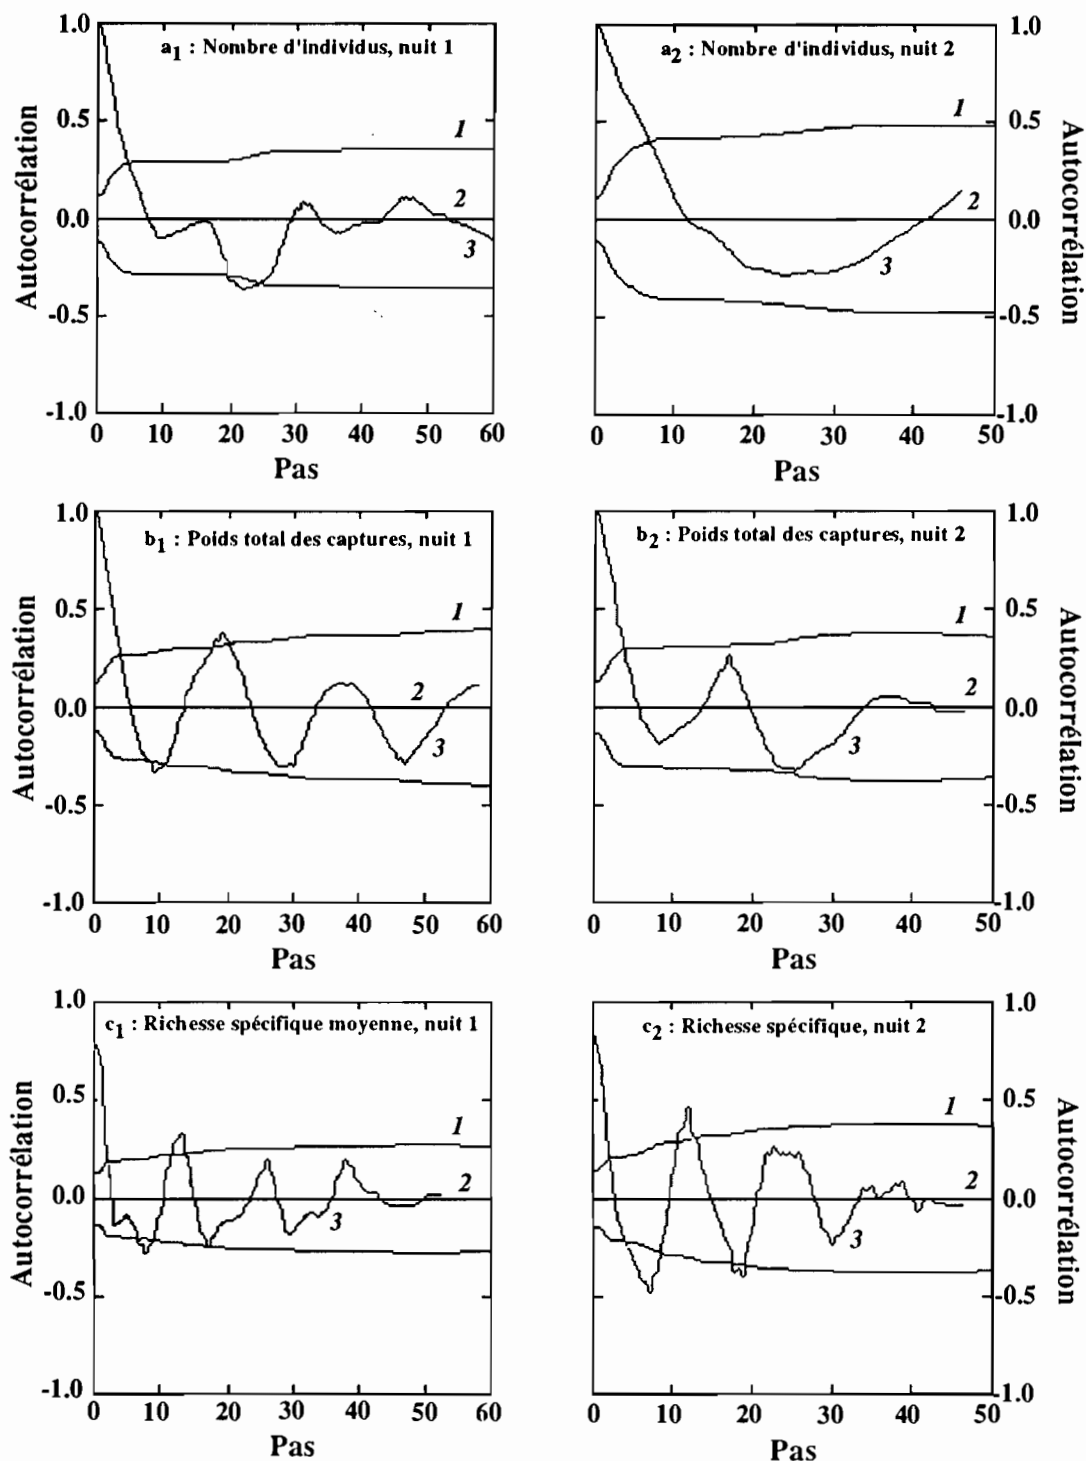 a1 : Nombre d'individus, nuit 1
Autocorrélation
1.0
0.5
0.0
-0.5
-1.0
1
2
3
0 10 20 30 40 50 60
Pas
a2 : Nombre d'individus, nuit 2
1.0
0.5
0.0
-0.5
-1.0
Autocorrélation
1
2
3
0 10 20 30 40 50
Pas
b1 : Poids total des captures, nuit 1
Autocorrélation
1.0
0.5
0.0
-0.5
-1.0
1
2
3
0 10 20 30 40 50 60
Pas
b2 : Poids total des captures, nuit 2
1.0
0.5
0.0
-0.5
-1.0
Autocorrélation
1
2
3
0 10 20 30 40 50
Pas
c1 : Richesse spécifique moyenne, nuit 1
Autocorrélation
1.0
0.5
0.0
-0.5
-1.0
1
2
3
0 10 20 30 40 50 60
Pas
c2 : Richesse spécifique, nuit 2
1.0
0.5
0.0
-0.5
-1.0
Autocorrélation
1
2
3
0 10 20 30 40 50
Pas